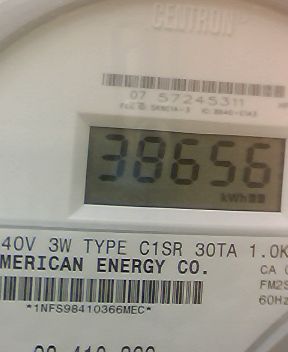 CENTRON
07 57245311
38656
kWh
40V 3W TYPE C1SR 30TA 1.0K
MERICAN ENERGY CO.
CA
FM2S
60Hz
*1NFS98410366MEC*